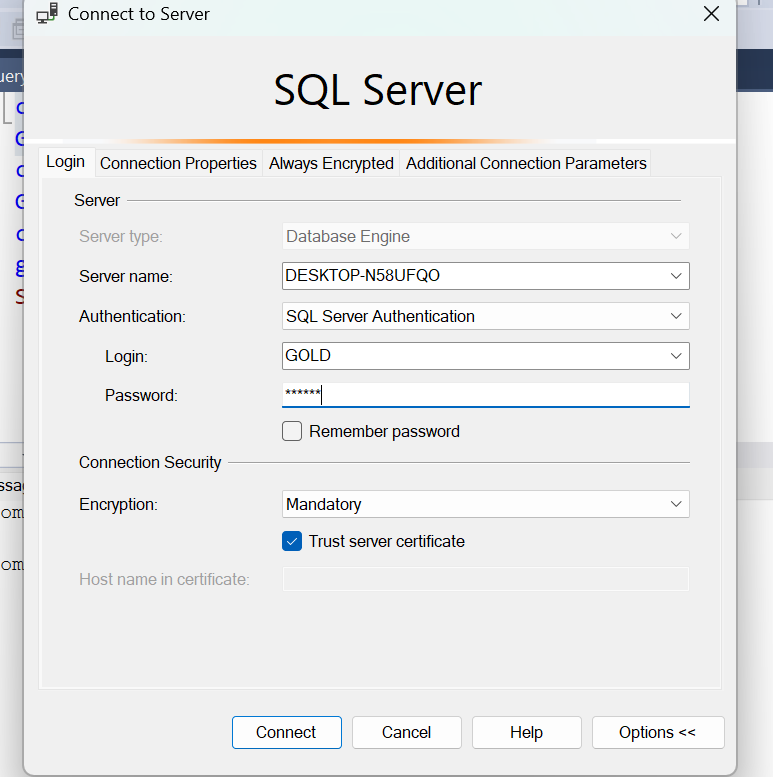 Connect to Server
SQL Server
Login Connection Properties Always Encrypted Additional Connection Parameters
Server
Server type: Database Engine
Server name: DESKTOP-N58UFQO
Authentication: SQL Server Authentication
Login: GOLD
Password: ******
Remember password
Connection Security
Encryption: Mandatory
Trust server certificate
Host name in certificate:
Connect Cancel Help Options <<